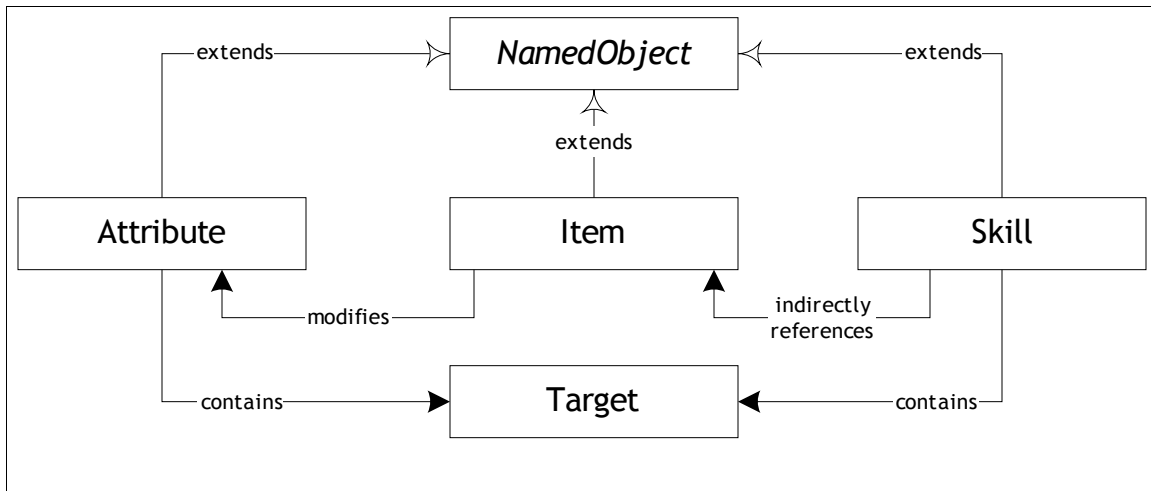 extends
NamedObject
extends
extends
Attribute
Item
Skill
modifies
indirectly
references
contains
Target
contains